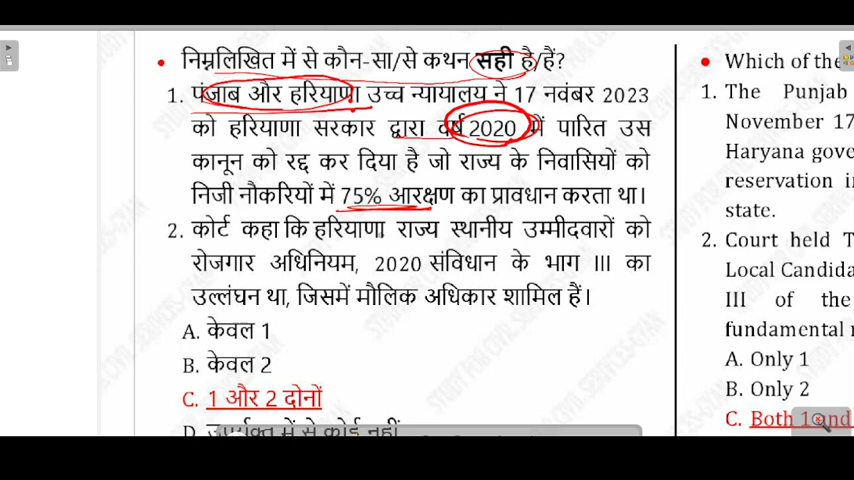 निम्नलिखित में से कौन-सा/से कथन सही है/हैं?
1. पंजाब और हरियाणा उच्च न्यायालय ने 17 नवंबर 2023
को हरियाणा सरकार द्वारा वर्ष 2020 में पारित उस
कानून को रद्द कर दिया है जो राज्य के निवासियों को
निजी नौकरियों में 75% आरक्षण का प्रावधान करता था।
2. कोर्ट कहा कि हरियाणा राज्य स्थानीय उम्मीदवारों को
रोजगार अधिनियम, 2020 संविधान के भाग III का
उल्लंघन था, जिसमें मौलिक अधिकार शामिल हैं।
A. केवल 1
B. केवल 2
C. 1 और 2 दोनों
D. उपर्युक्त में से कोई नहीं
Which of the
1. The Punjab
November 17
Haryana gove
reservation i
state.
2. Court held T
Local Candida
III of the
fundamental
A. Only 1
B. Only 2
C. Both 1 and